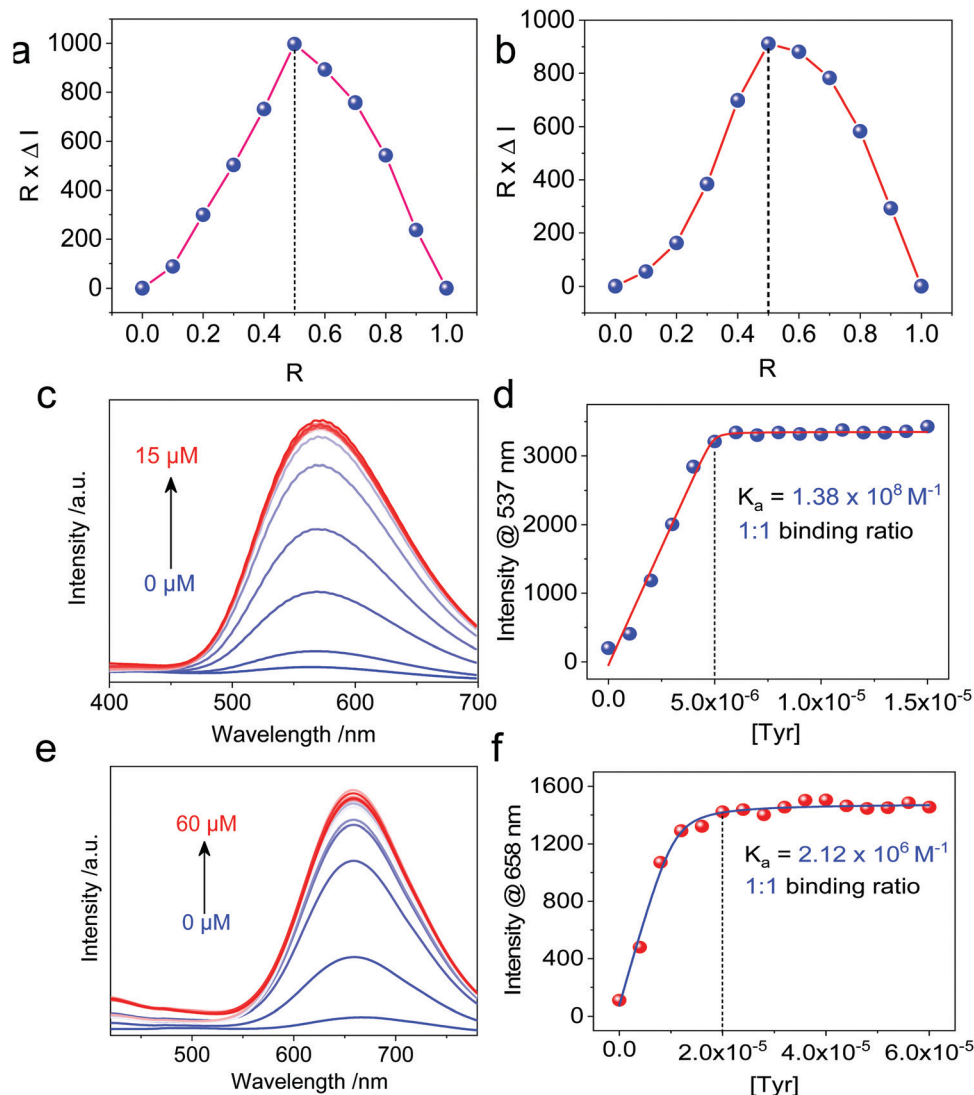 a
1000
800
600
400
200
0
R x Δ I
0.0 0.2 0.4 0.6 0.8 1.0
R
b
1000
800
600
400
200
0
R x Δ I
0.0 0.2 0.4 0.6 0.8 1.0
R
c
15 μM
0 μM
Intensity /a.u.
400 500 600 700
Wavelength /nm
d
3000
2000
1000
0
Intensity @ 537 nm
Kₐ = 1.38 x 10⁸ M⁻¹
1:1 binding ratio
0.0 5.0x10⁻⁶ 1.0x10⁻⁵ 1.5x10⁻⁵
[Tyr]
e
60 μM
0 μM
Intensity /a.u.
500 600 700
Wavelength /nm
f
1600
1200
800
400
0
Intensity @ 658 nm
Kₐ = 2.12 x 10⁶ M⁻¹
1:1 binding ratio
0.0 2.0x10⁻⁵ 4.0x10⁻⁵ 6.0x10⁻⁵
[Tyr]